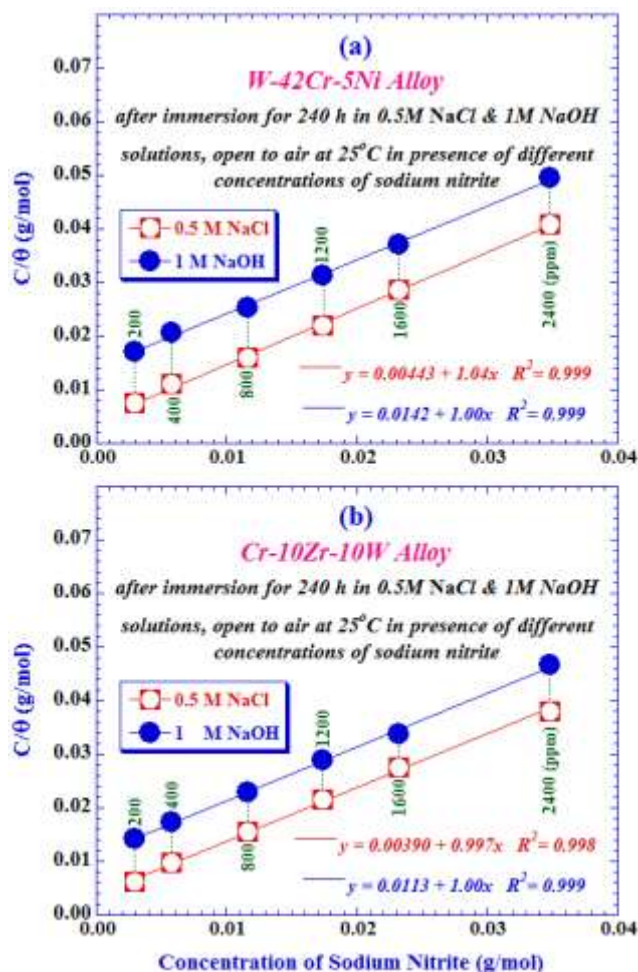 (a)
W-42Cr-5Ni Alloy
after immersion for 240 h in 0.5M NaCl & 1M NaOH
solutions, open to air at 25°C in presence of different
concentrations of sodium nitrite
0.5 M NaCl
1 M NaOH
200
400
800
1200
1600
2400 (ppm)
y = 0.00443 + 1.04x R²= 0.999
y = 0.0142 + 1.00x R²= 0.999
C/θ (g/mol)
0.07
0.06
0.05
0.04
0.03
0.02
0.01
0.00
0.00 0.01 0.02 0.03 0.04
(b)
Cr-10Zr-10W Alloy
after immersion for 240 h in 0.5M NaCl & 1M NaOH
solutions, open to air at 25°C in presence of different
concentrations of sodium nitrite
0.5 M NaCl
1 M NaOH
200
400
800
1200
1600
2400 (ppm)
y = 0.00390 + 0.997x R²= 0.998
y = 0.0113 + 1.00x R²= 0.999
C/θ (g/mol)
0.07
0.06
0.05
0.04
0.03
0.02
0.01
0.00
0.00 0.01 0.02 0.03 0.04
Concentration of Sodium Nitrite (g/mol)